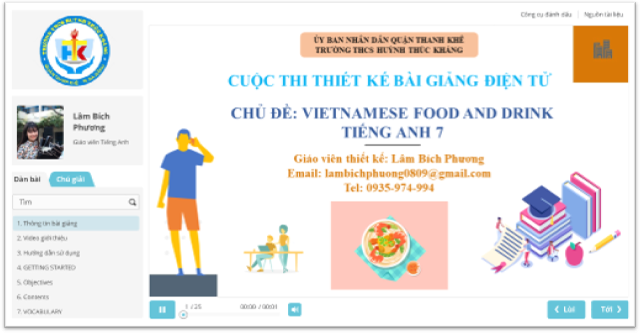 Công cụ đánh dấu
Nguồn tài liệu
ỦY BAN NHÂN DÂN QUẬN THANH KHÊ
TRƯỜNG THCS HUỲNH THÚC KHÁNG
CUỘC THI THIẾT KẾ BÀI GIẢNG ĐIỆN TỬ
CHỦ ĐỀ: VIETNAMESE FOOD AND DRINK
TIẾNG ANH 7
Giáo viên thiết kế: Lâm Bích Phương
Email: lambichphuong0809@gmail.com
Tel: 0935-974-994
Lâm Bích
Phương
Giáo viên Tiếng Anh
Dàn bài
Chú giải
Tìm
1. Thông tin bài giảng
2. Video giới thiệu
3. Hướng dẫn sử dụng
4. GETTING STARTED
5. Objectives
6. Contents
7. VOCABULARY
1 / 25
00:00 / 00:01
Lùi
Tới